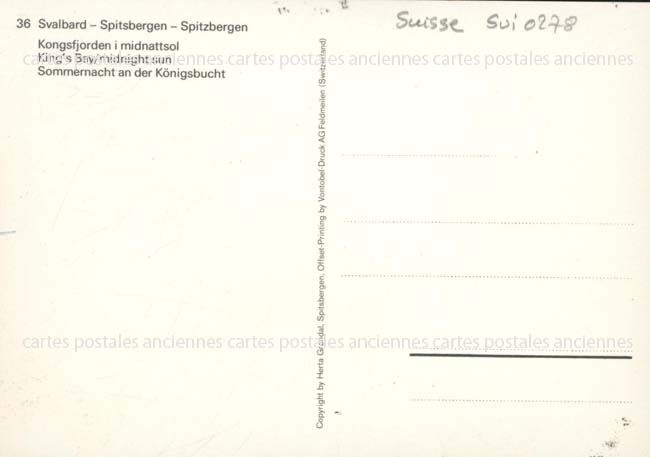 36 Svalbard – Spitsbergen – Spitzbergen
Kongsfjorden i midnattsol
King's Bay/midnight sun
Sommernacht an der Königsbucht
Suisse Sui 0278
Copyright by Herta Grøndal, Spitsbergen, Offset-Printing by Vontobel-Druck AG Feldmeilen (Switzerland)
cartes postales anciennes cartes postales anciennes cartes postales anciennes
cartes postales anciennes cartes postales anciennes cartes postales anciennes